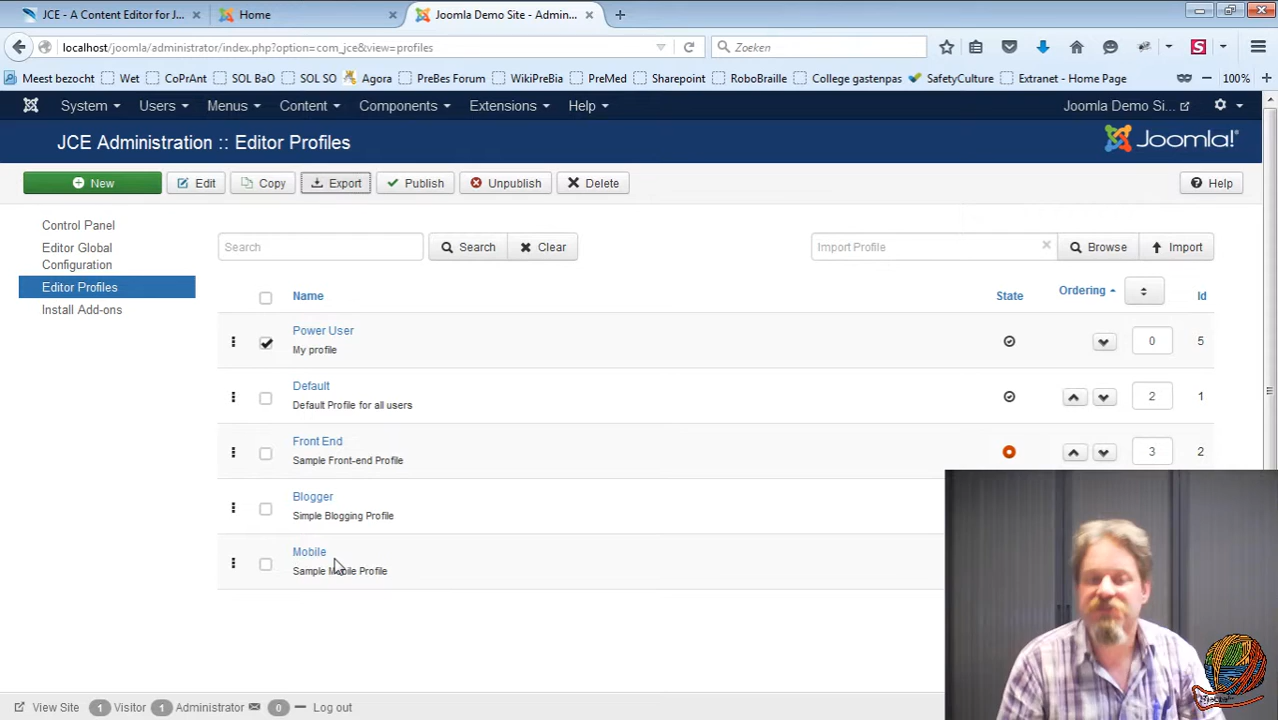 JCE - A Content Editor for J...
Home
Joomla Demo Site - Admin...
localhost/joomla/administrator/index.php?option=com_jce&view=profiles
Zoeken
Meest bezocht Wet CoPrAnt SOL BaO SOL SO Agora PreBes Forum WikiPreBia PreMed Sharepoint RoboBraille College gastenpas SafetyCulture Extranet - Home Page 100%
System Users Menus Content Components Extensions Help Joomla Demo Si...
JCE Administration :: Editor Profiles
Joomla!®
New Edit Copy Export Publish Unpublish Delete Help
Control Panel
Editor Global
Configuration
Editor Profiles
Install Add-ons
Search Search Clear Import Profile Browse Import
Name State Ordering Id
Power User
My profile
0 5
Default
Default Profile for all users
2 1
Front End
Sample Front-end Profile
3 2
Blogger
Simple Blogging Profile
Mobile
Sample Mobile Profile
View Site 1 Visitor 1 Administrator 0 Log out